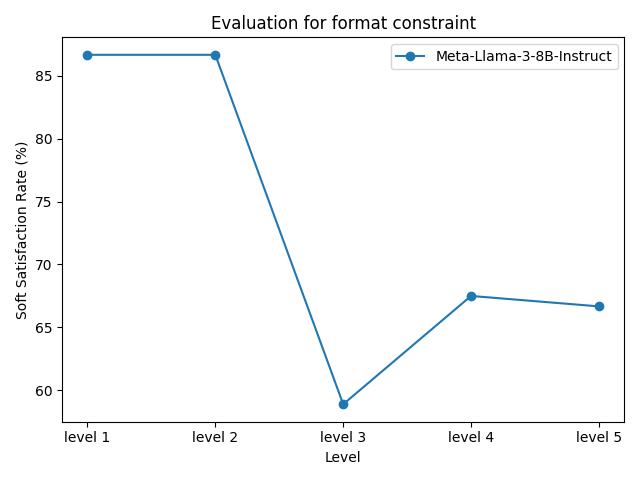 Evaluation for format constraint
Meta-Llama-3-8B-Instruct
Soft Satisfaction Rate (%)
85
80
75
70
65
60
level 1 level 2 level 3 level 4 level 5
Level